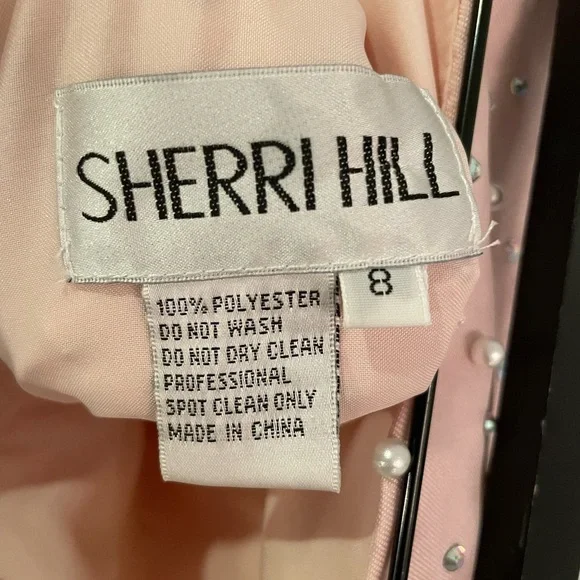 SHERRI HILL
8
100% POLYESTER
DO NOT WASH
DO NOT DRY CLEAN
PROFESSIONAL
SPOT CLEAN ONLY
MADE IN CHINA